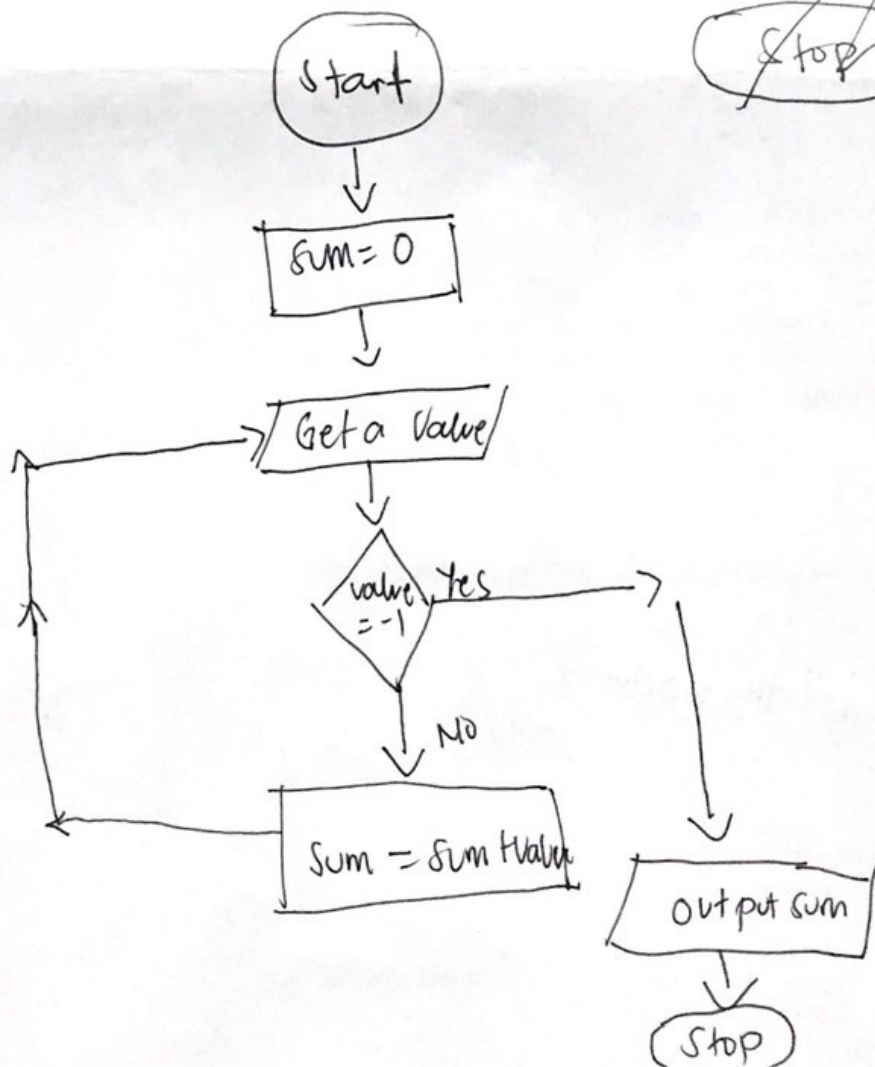 Start
Stop
sum = 0
Get a Value
value
= -1
Yes
NO
Sum = sum + Value
output sum
Stop